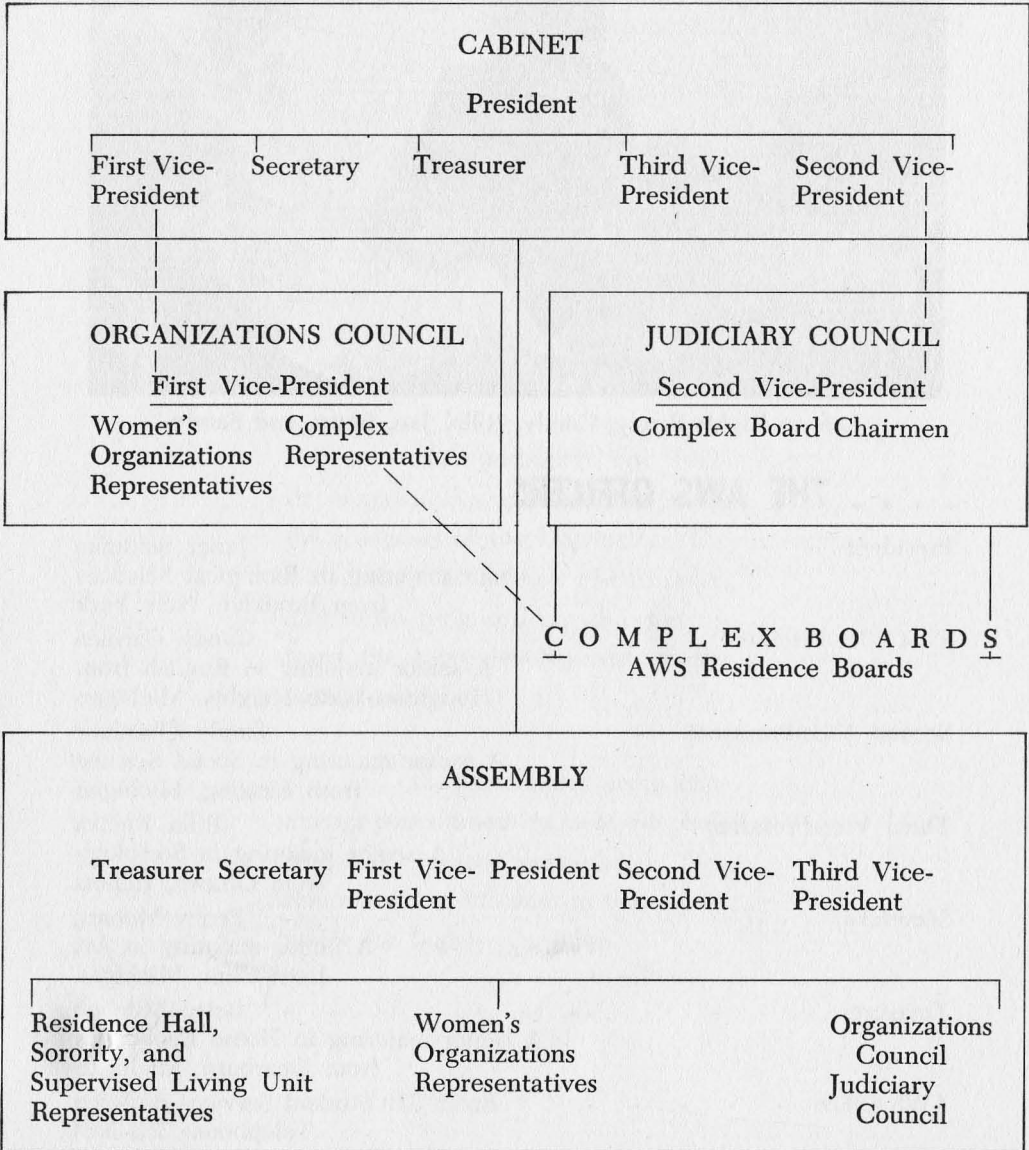 CABINET
President
First Vice-President Secretary Treasurer Third Vice-President Second Vice-President
ORGANIZATIONS COUNCIL
First Vice-President
Women's Organizations Representatives
Complex Representatives
JUDICIARY COUNCIL
Second Vice-President
Complex Board Chairmen
C O M P L E X B O A R D S
AWS Residence Boards
ASSEMBLY
Treasurer Secretary First Vice-President President Second Vice-President Third Vice-President
Residence Hall,
Sorority, and
Supervised Living Unit
Representatives
Women's
Organizations
Representatives
Organizations
Council
Judiciary
Council
THE AWS OFFICERS